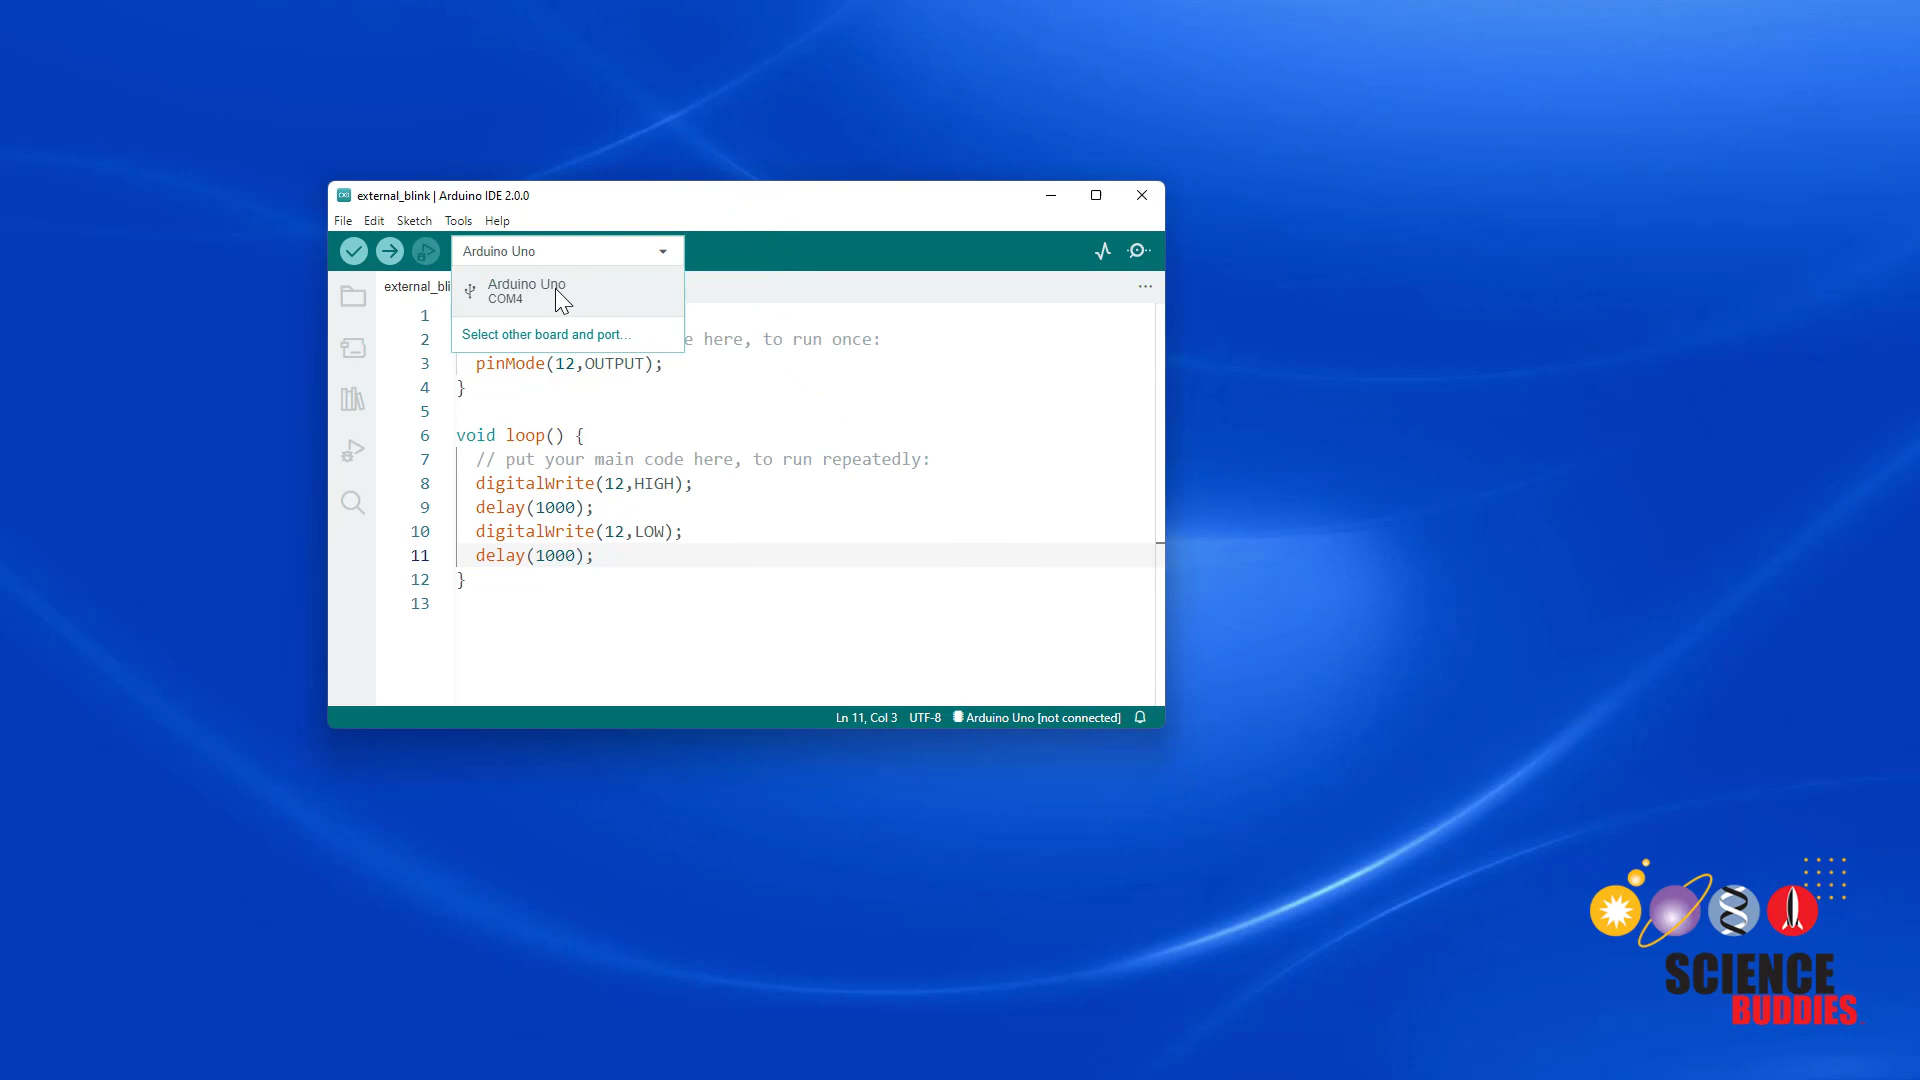 external_blink | Arduino IDE 2.0.0
File Edit Sketch Tools Help
Arduino Uno
external_bli
Arduino Uno
COM4
Select other board and port...
1
2 e here, to run once:
3 pinMode(12,OUTPUT);
4 }
5
6 void loop() {
7 // put your main code here, to run repeatedly:
8 digitalWrite(12,HIGH);
9 delay(1000);
10 digitalWrite(12,LOW);
11 delay(1000);
12 }
13
Ln 11, Col 3 UTF-8 Arduino Uno [not connected]
SCIENCE
BUDDIES